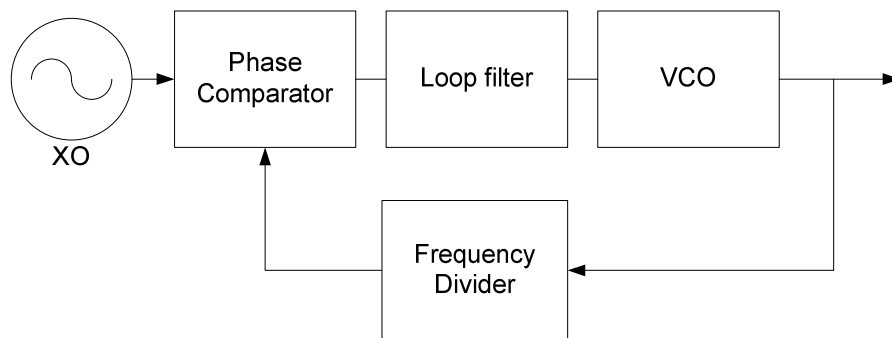 Phase
Comparator
Loop filter
VCO
XO
Frequency
Divider